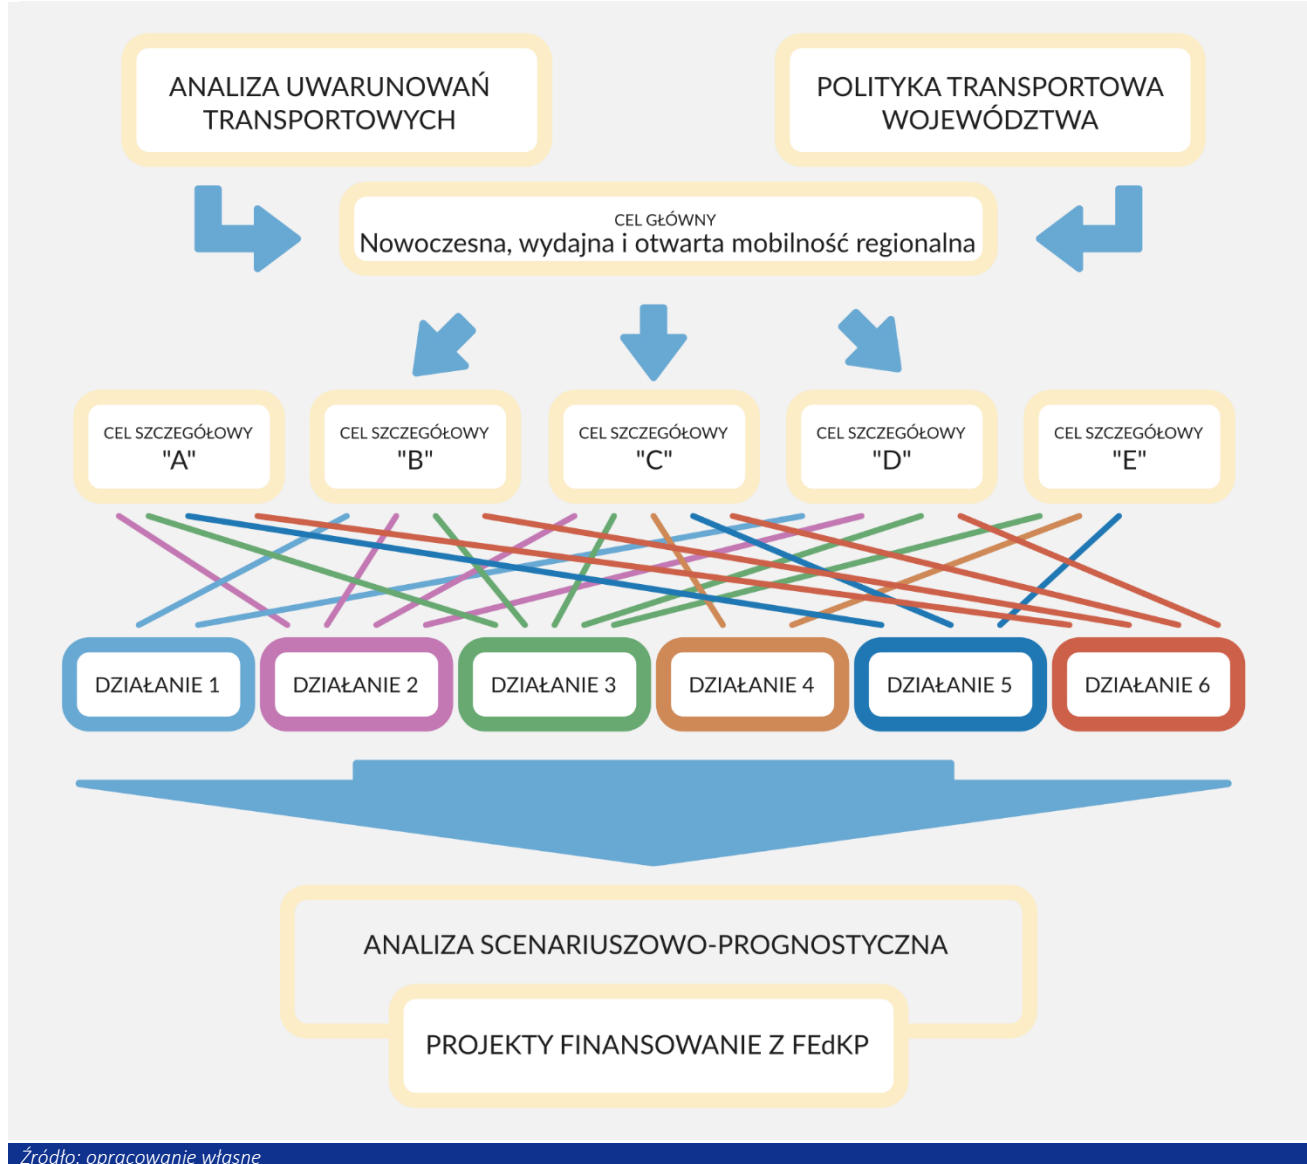 ANALIZA UWARUNOWAŃ
TRANSPORTOWYCH
POLITYKA TRANSPORTOWA
WOJEWÓDZTWA
CEL GŁÓWNY
Nowoczesna, wydajna i otwarta mobilność regionalna
CEL SZCZEGÓŁOWY
"A"
CEL SZCZEGÓŁOWY
"B"
CEL SZCZEGÓŁOWY
"C"
CEL SZCZEGÓŁOWY
"D"
CEL SZCZEGÓŁOWY
"E"
DZIAŁANIE 1
DZIAŁANIE 2
DZIAŁANIE 3
DZIAŁANIE 4
DZIAŁANIE 5
DZIAŁANIE 6
ANALIZA SCENARIUSZOWO-PROGNOSTYCZNA
PROJEKTY FINANSOWANIE Z FEdKP
Źródło: opracowanie własne